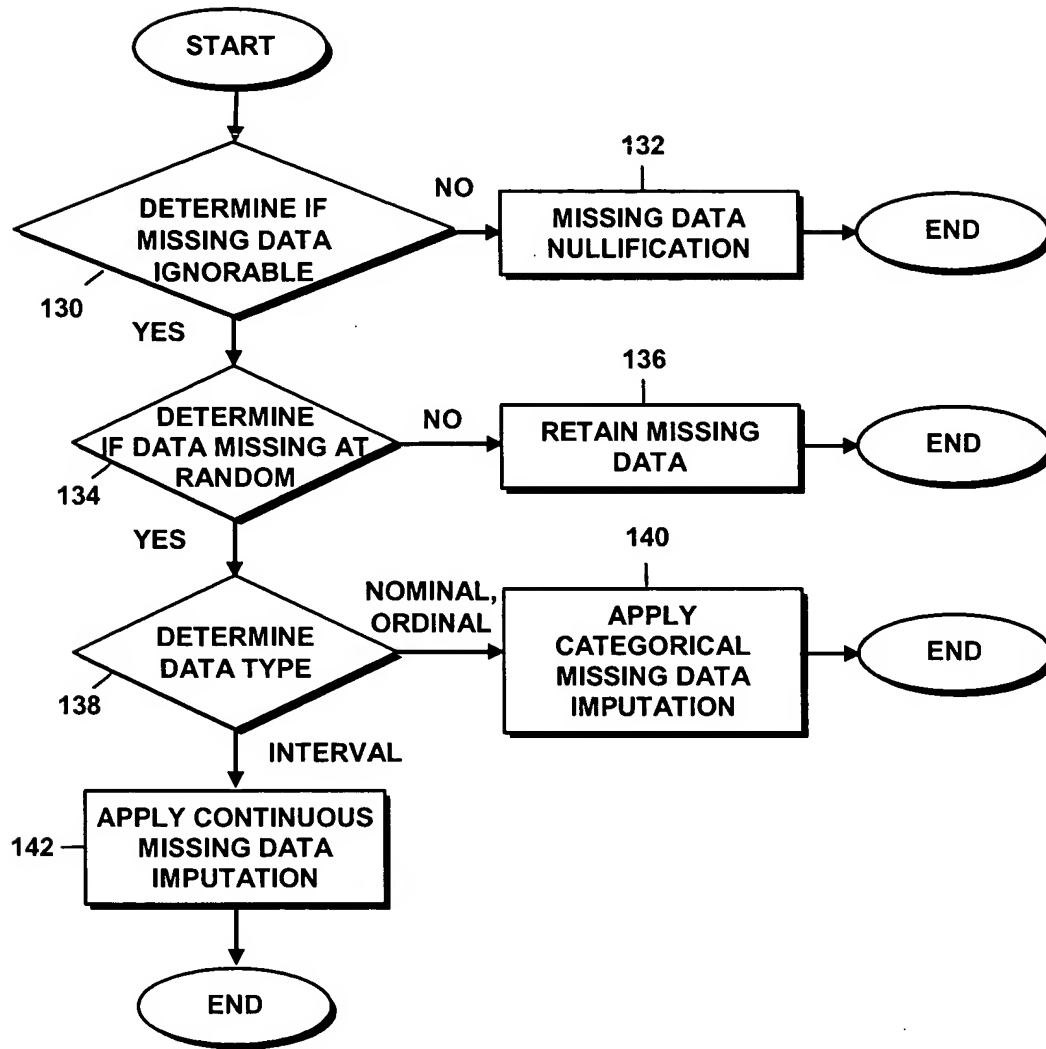 START
132
NO
DETERMINE IF
MISSING DATA
IGNORABLE
MISSING DATA
NULLIFICATION
END
130
YES
136
DETERMINE
IF DATA MISSING AT
RANDOM
NO
RETAIN MISSING
DATA
END
134
YES
140
NOMINAL,
ORDINAL
DETERMINE
DATA TYPE
APPLY
CATEGORICAL
MISSING DATA
IMPUTATION
END
138
INTERVAL
142
APPLY CONTINUOUS
MISSING DATA
IMPUTATION
END